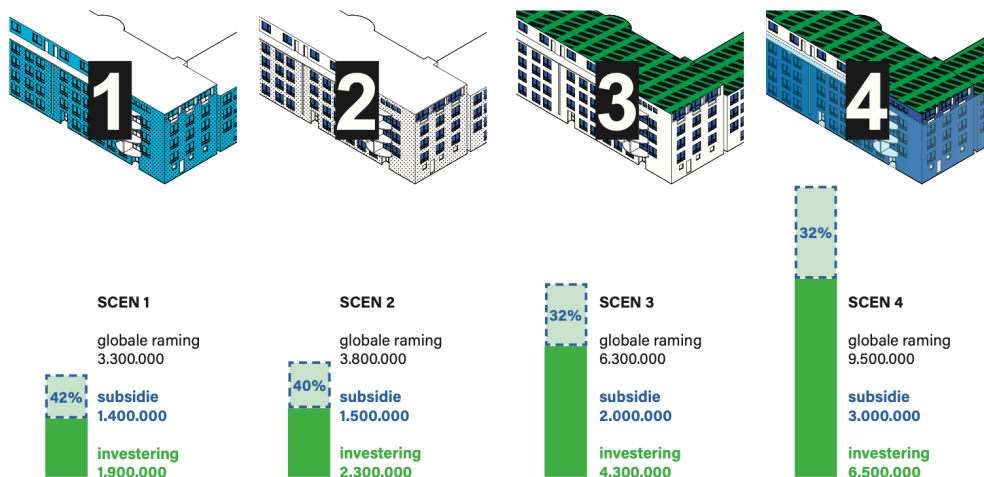 1
2
3
4
42%
SCEN 1
globale raming
3.300.000
subsidie
1.400.000
investering
1.900.000
40%
SCEN 2
globale raming
3.800.000
subsidie
1.500.000
investering
2.300.000
32%
SCEN 3
globale raming
6.300.000
subsidie
2.000.000
investering
4.300.000
32%
SCEN 4
globale raming
9.500.000
subsidie
3.000.000
investering
6.500.000